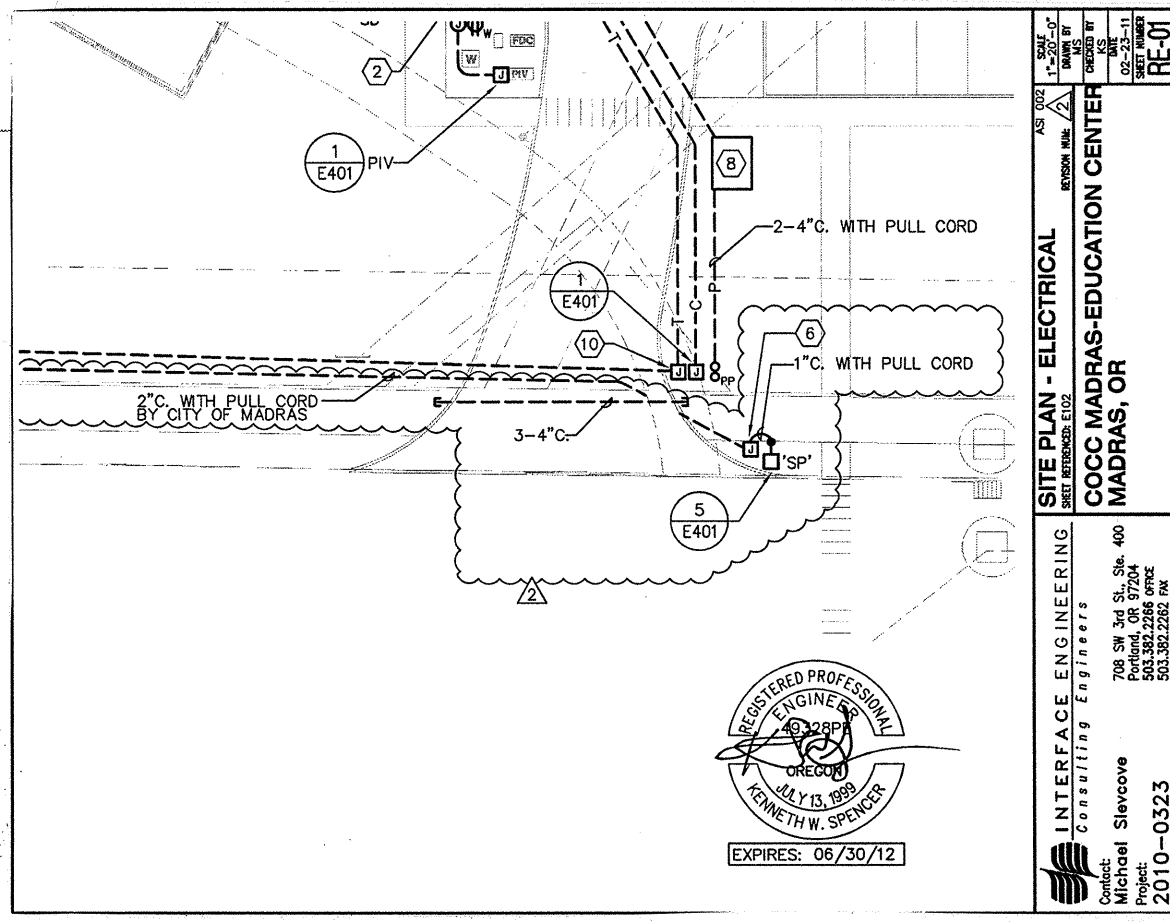 SD
W
FDC
W
J PIV
2
1
E401
PIV
T
8
2-4"C. WITH PULL CORD
1
E401
T
C
P
10
6
J
J
PP
1"C. WITH PULL CORD
2"C. WITH PULL CORD
BY CITY OF MADRAS
3-4"C.
J
'SP'
5
E401
2
REGISTERED PROFESSIONAL
ENGINEER
49328PE
OREGON
JULY 13, 1999
KENNETH W. SPENCER
EXPIRES: 06/30/12
SCALE
1"=20'-0"
DRAWN BY
MS
CHECKED BY
KS
DATE
02-23-11
SHEET NUMBER
RE-01
ASI 002
REVISION NUM: 2
SITE PLAN - ELECTRICAL
SHEET REFERENCED: E102
COCC MADRAS-EDUCATION CENTER
MADRAS, OR
INTERFACE ENGINEERING
Consulting Engineers
708 SW 3rd St., Ste. 400
Portland, OR 97204
503.382.2266 OFFICE
503.382.2262 FAX
Contact:
Michael Slevcove
Project:
2010-0323